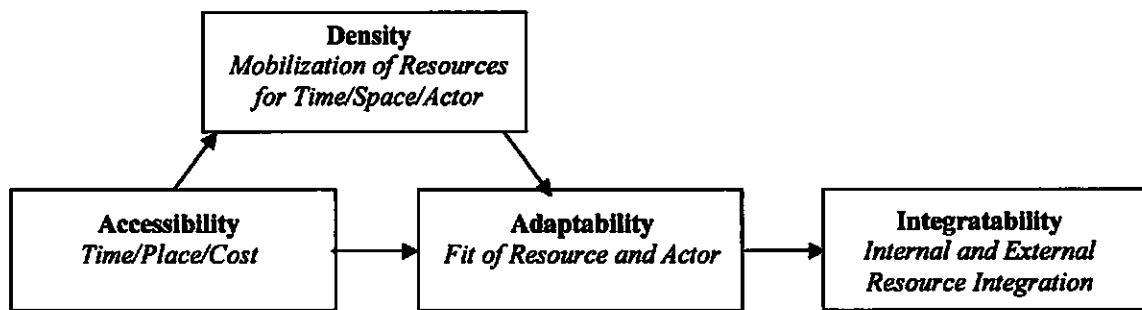 Density
Mobilization of Resources
for Time/Space/Actor
Accessibility
Time/Place/Cost
Adaptability
Fit of Resource and Actor
Integratability
Internal and External
Resource Integration